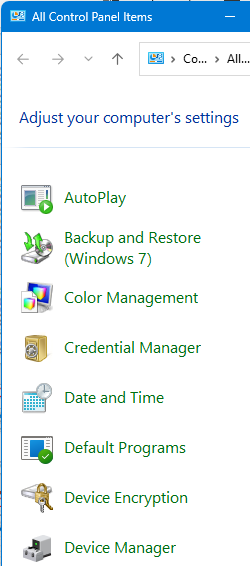 All Control Panel Items
Co... All...
Adjust your computer's settings
AutoPlay
Backup and Restore
(Windows 7)
Color Management
Credential Manager
Date and Time
Default Programs
Device Encryption
Device Manager